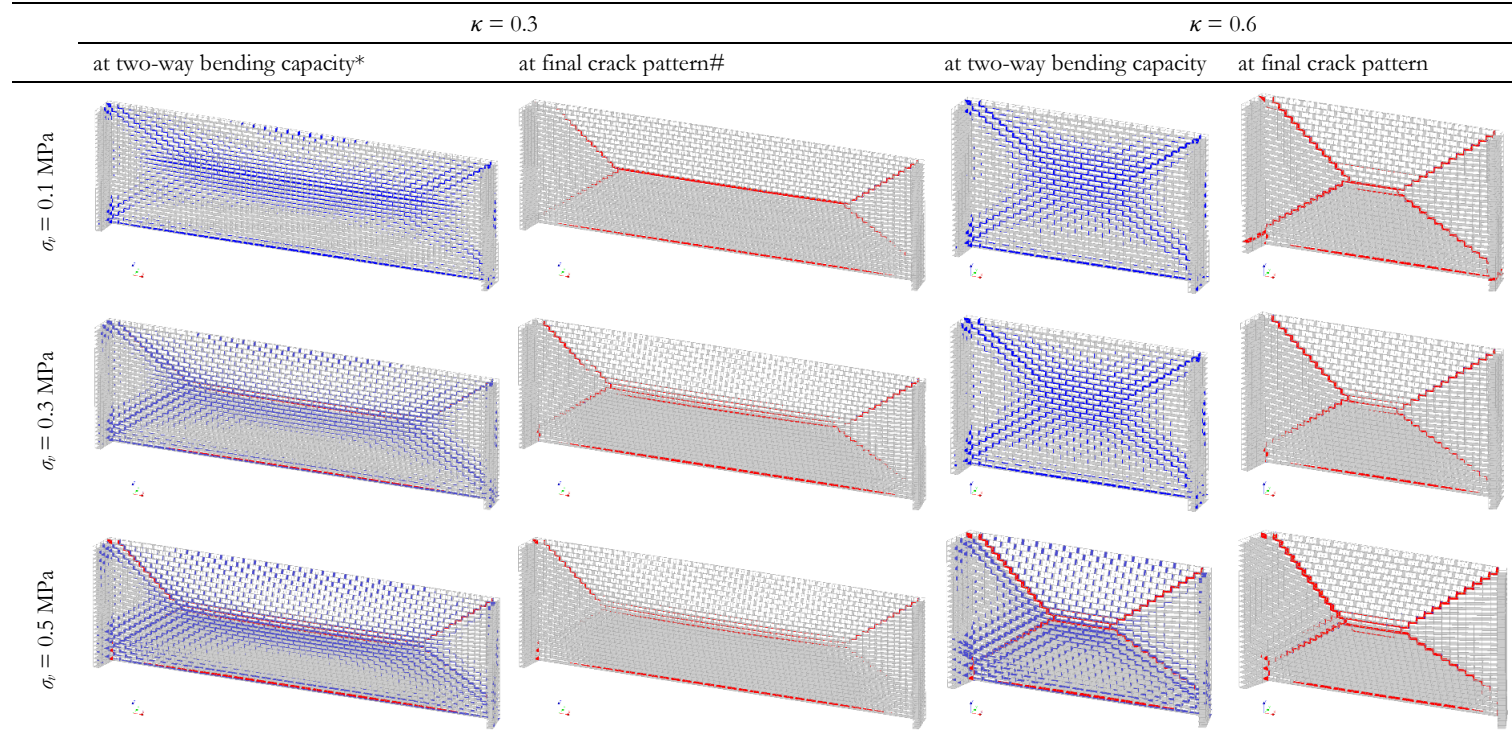 κ = 0.3 κ = 0.6
at two-way bending capacity* at final crack pattern# at two-way bending capacity at final crack pattern
σᵥ = 0.1 MPa
σᵥ = 0.3 MPa
σᵥ = 0.5 MPa